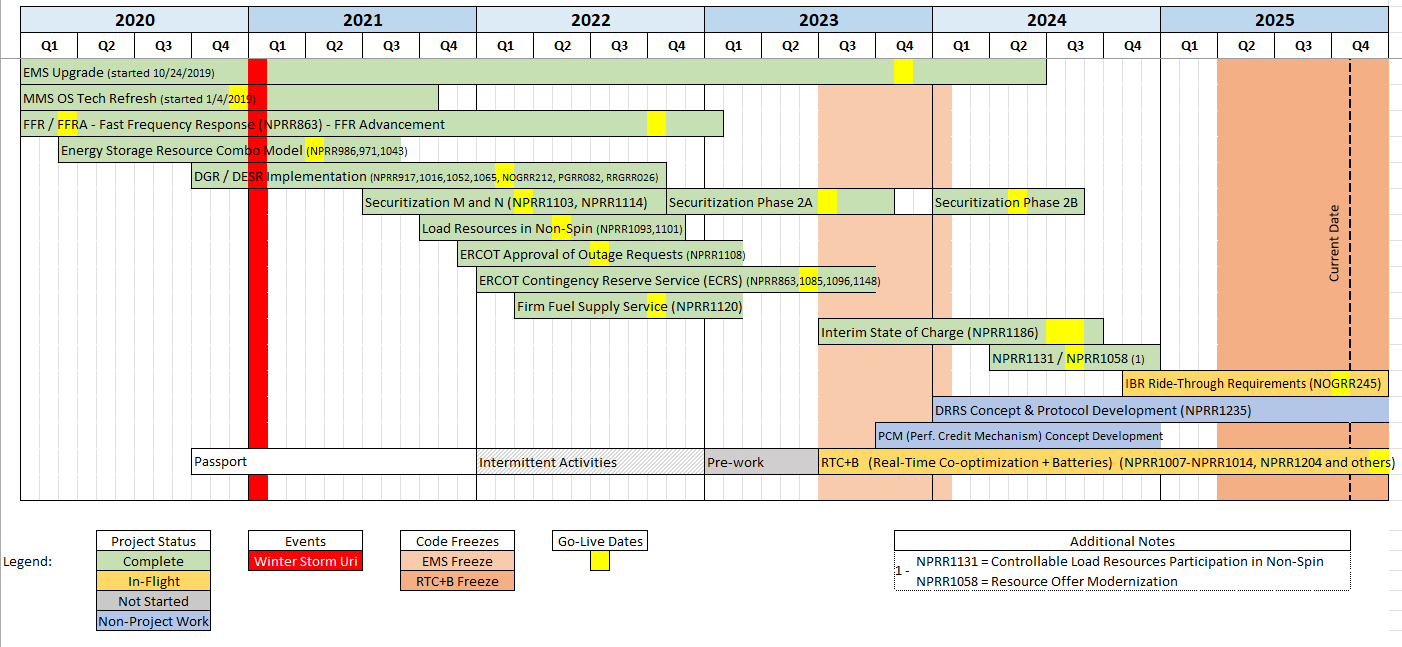 2020 2021 2022 2023 2024 2025
Q1 Q2 Q3 Q4 Q1 Q2 Q3 Q4 Q1 Q2 Q3 Q4 Q1 Q2 Q3 Q4 Q1 Q2 Q3 Q4 Q1 Q2 Q3 Q4
EMS Upgrade (started 10/24/2019)
MMS OS Tech Refresh (started 1/4/2019)
FFR / FFRA - Fast Frequency Response (NPRR863) - FFR Advancement
Energy Storage Resource Combo Model (NPRR986,971,1043)
DGR / DESR Implementation (NPRR917,1016,1052,1065, NOGRR212, PGRR082, RRGRR026)
Securitization M and N (NPRR1103, NPRR1114) Securitization Phase 2A Securitization Phase 2B
Load Resources in Non-Spin (NPRR1093,1101)
ERCOT Approval of Outage Requests (NPRR1108)
ERCOT Contingency Reserve Service (ECRS) (NPRR863,1085,1096,1148)
Firm Fuel Supply Service (NPRR1120)
Interim State of Charge (NPRR1186)
NPRR1131 / NPRR1058 (1)
IBR Ride-Through Requirements (NOGRR245)
DRRS Concept & Protocol Development (NPRR1235)
PCM (Perf. Credit Mechanism) Concept Development
Passport Intermittent Activities Pre-work RTC+B (Real-Time Co-optimization + Batteries) (NPRR1007-NPRR1014, NPRR1204 and others)
Current Date
Legend:
Project Status
Complete
In-Flight
Not Started
Non-Project Work
Events
Winter Storm Uri
Code Freezes
EMS Freeze
RTC+B Freeze
Go-Live Dates
Additional Notes
1 - NPRR1131 = Controllable Load Resources Participation in Non-Spin
NPRR1058 = Resource Offer Modernization